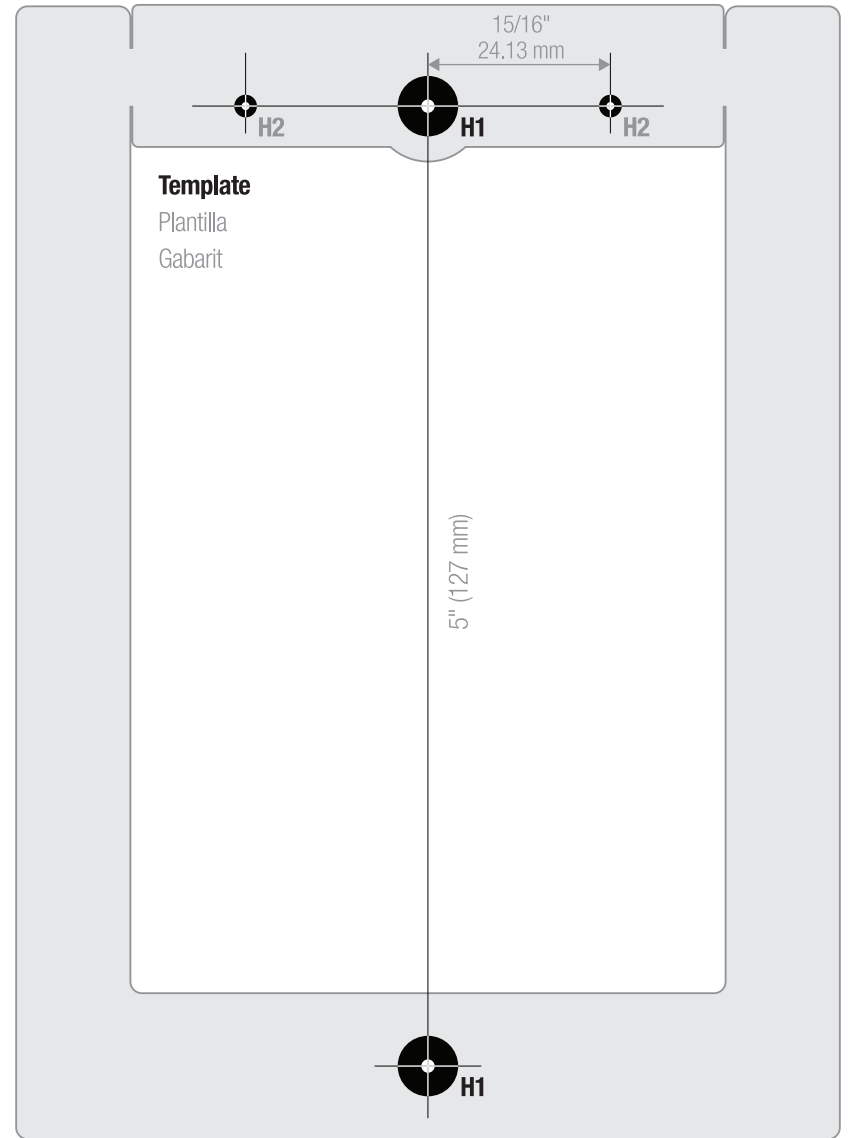 15/16"
24.13 mm
H2
H1
H2
Template
Plantilla
Gabarit
5" (127 mm)
H1